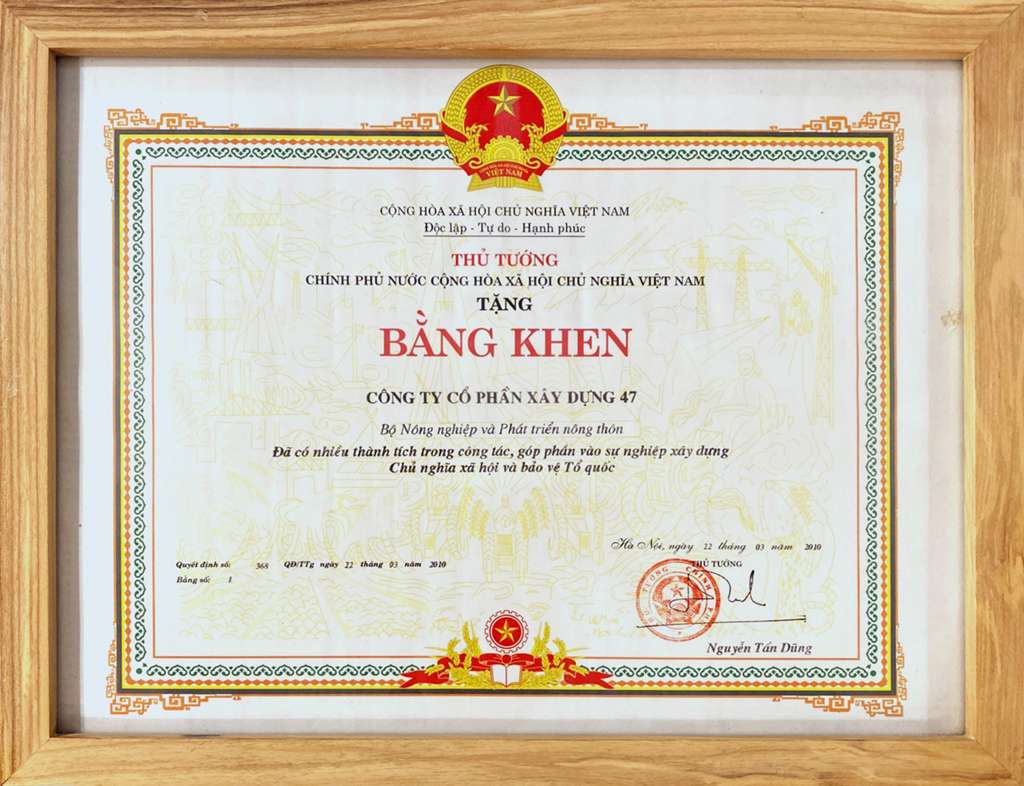 VIỆT NAM
CỘNG HÒA XÃ HỘI CHỦ NGHĨA VIỆT NAM
Độc lập - Tự do - Hạnh phúc
THỦ TƯỚNG
CHÍNH PHỦ NƯỚC CỘNG HÒA XÃ HỘI CHỦ NGHĨA VIỆT NAM
TẶNG
BẰNG KHEN
CÔNG TY CỔ PHẦN XÂY DỰNG 47
Bộ Nông nghiệp và Phát triển nông thôn
Đã có nhiều thành tích trong công tác, góp phần vào sự nghiệp xây dựng
Chủ nghĩa xã hội và bảo vệ Tổ quốc
Hà Nội, ngày 22 tháng 03 năm 2010
Quyết định số: 368 QĐ/TTg ngày 22 tháng 03 năm 2010
Bảng số: 1
THỦ TƯỚNG
THỦ TƯỚNG CHÍNH PHỦ
Nguyễn Tấn Dũng